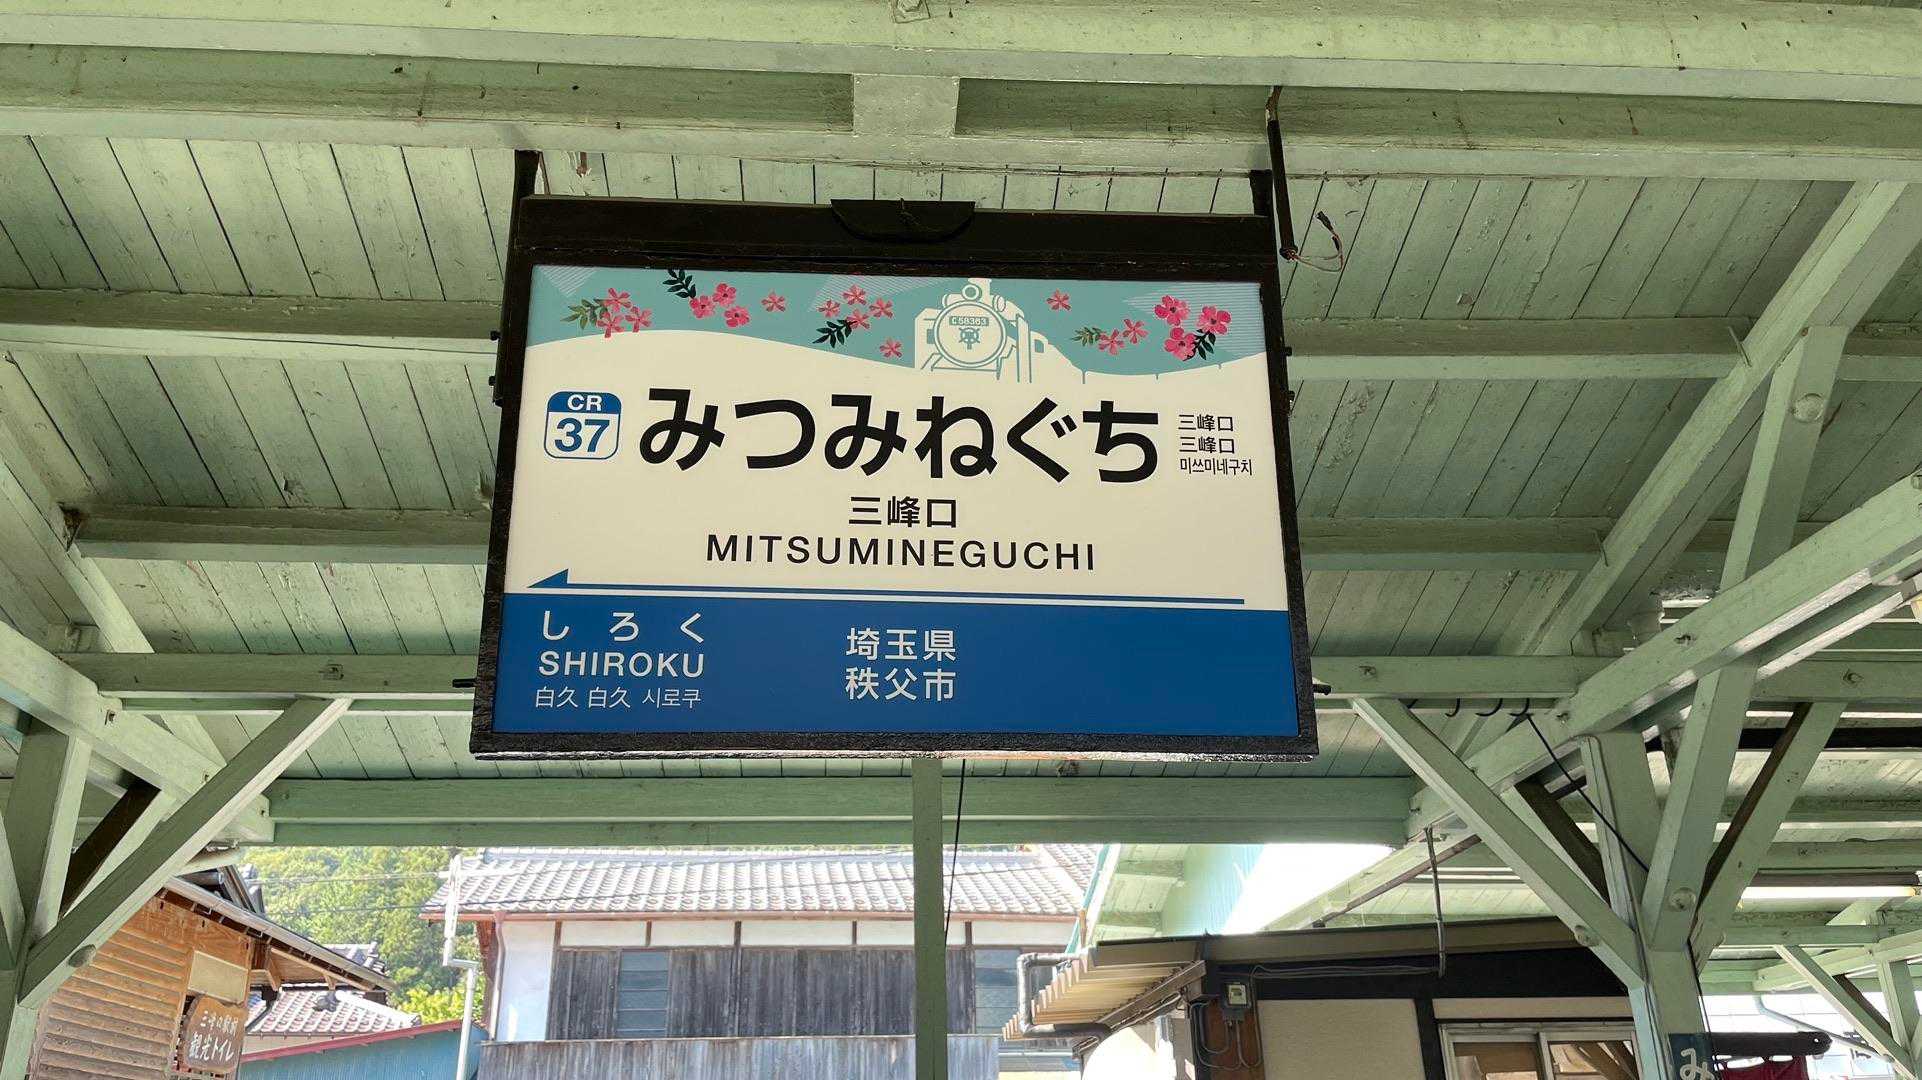 C58363
CR
37
みつみねぐち
三峰口
三峰口
미쓰미네구치
三峰口
MITSUMINEGUCHI
しろく
SHIROKU
白久 白久 시로쿠
埼玉県
秩父市
観光トイレ
み